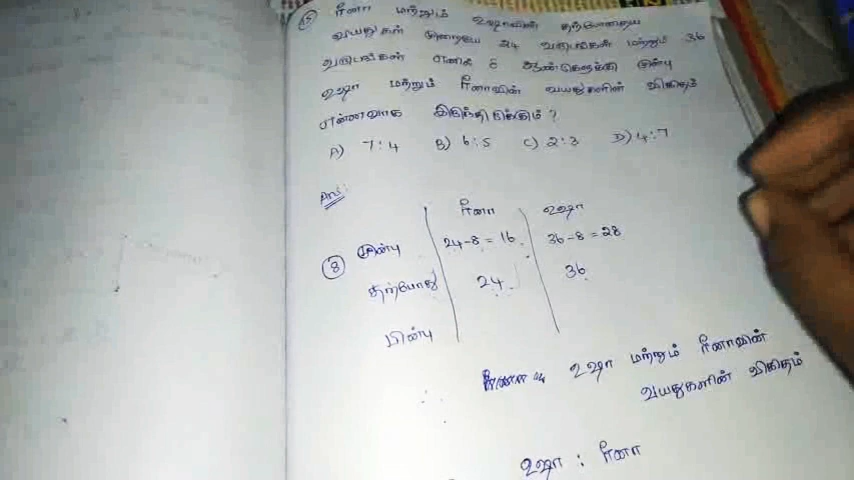 15 ரீனா மற்றும் உஷாவின் தற்போதைய
வயதுகள் முறையே 24 வருடங்கள் மற்றும் 36
வருடங்கள் எனில் 8 ஆண்டுகளுக்கு முன்பு
உஷா மற்றும் ரீனாவின் வயதுகளின் விகிதம்
என்னவாக இருந்திருக்கும் ?
A) 7:4 B) 6:5 C) 2:3 D) 4:7
Ans:
ரீனா உஷா
8 முன்பு 24-8 = 16 36-8 = 28
தற்போது 24 36
பின்பு
∴ உஷா மற்றும் ரீனாவின்
வயதுகளின் விகிதம்
உஷா : ரீனா